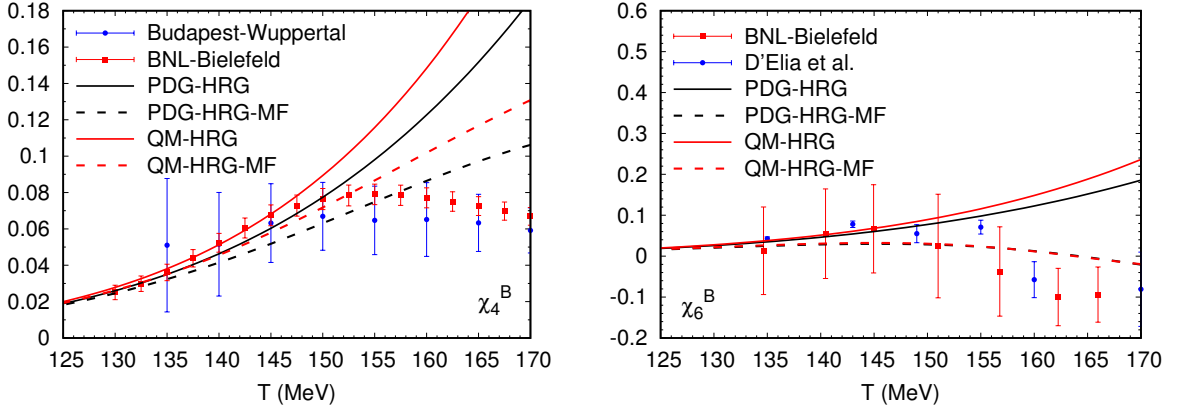 0.18
0.16
0.14
0.12
0.1
0.08
0.06
0.04
0.02
0
125 130 135 140 145 150 155 160 165 170
T (MeV)
Budapest-Wuppertal
BNL-Bielefeld
PDG-HRG
PDG-HRG-MF
QM-HRG
QM-HRG-MF
χ₄ᴮ
0.6
0.5
0.4
0.3
0.2
0.1
0
-0.1
-0.2
125 130 135 140 145 150 155 160 165 170
T (MeV)
BNL-Bielefeld
D'Elia et al.
PDG-HRG
PDG-HRG-MF
QM-HRG
QM-HRG-MF
χ₆ᴮ